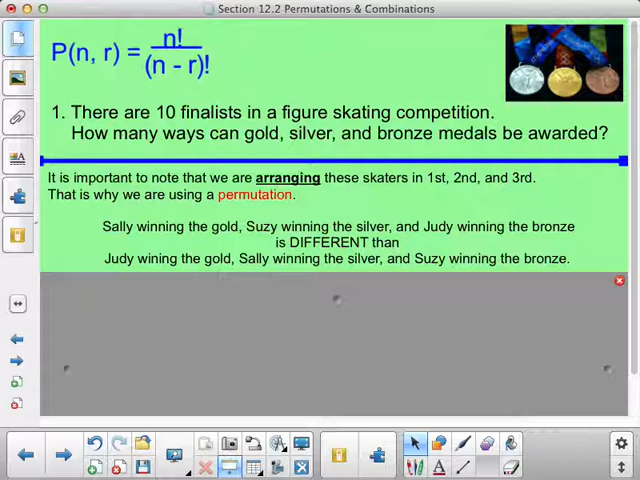 Section 12.2 Permutations & Combinations
P(n, r) = n!
(n - r)!
1. There are 10 finalists in a figure skating competition.
How many ways can gold, silver, and bronze medals be awarded?
It is important to note that we are arranging these skaters in 1st, 2nd, and 3rd.
That is why we are using a permutation.
Sally winning the gold, Suzy winning the silver, and Judy winning the bronze
is DIFFERENT than
Judy wining the gold, Sally winning the silver, and Suzy winning the bronze.